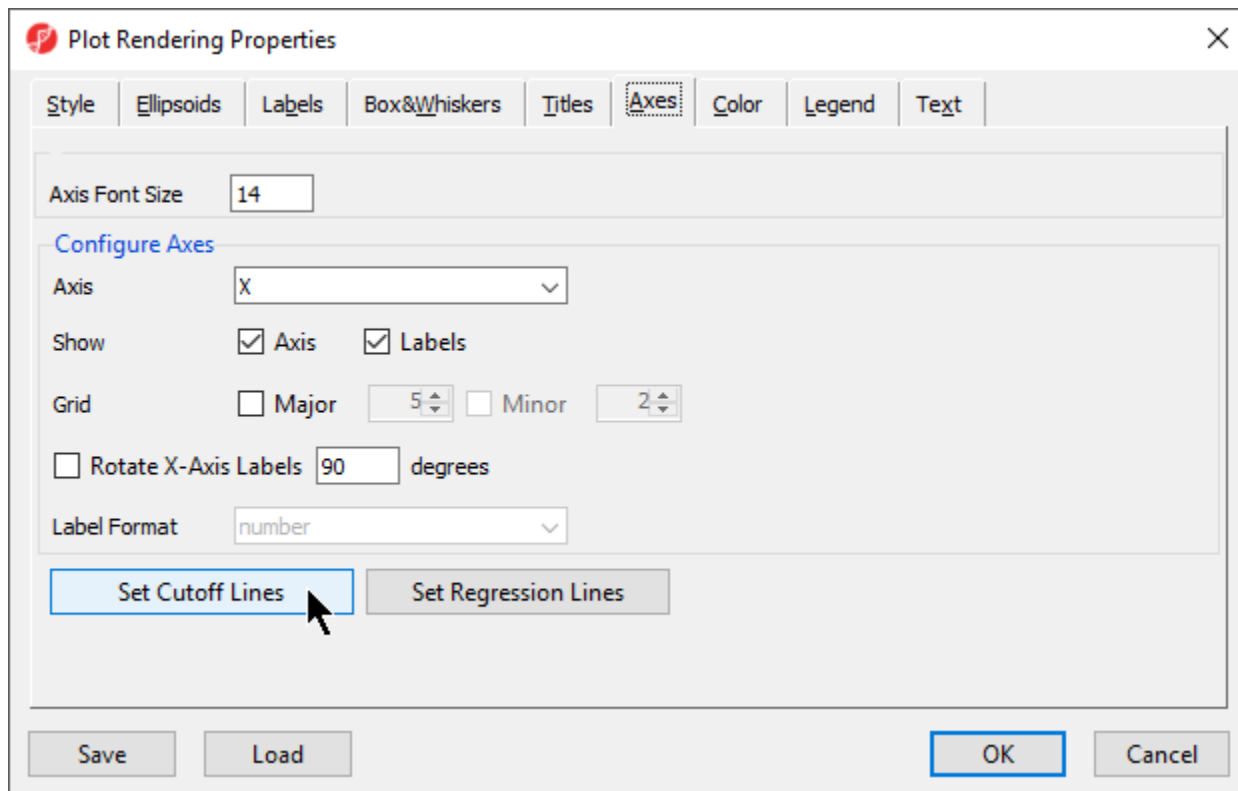 Plot Rendering Properties
Style Ellipsoids Labels Box&Whiskers Titles Axes Color Legend Text
Axis Font Size 14
Configure Axes
Axis X
Show Axis Labels
Grid Major 5 Minor 2
Rotate X-Axis Labels 90 degrees
Label Format number
Set Cutoff Lines Set Regression Lines
Save Load OK Cancel